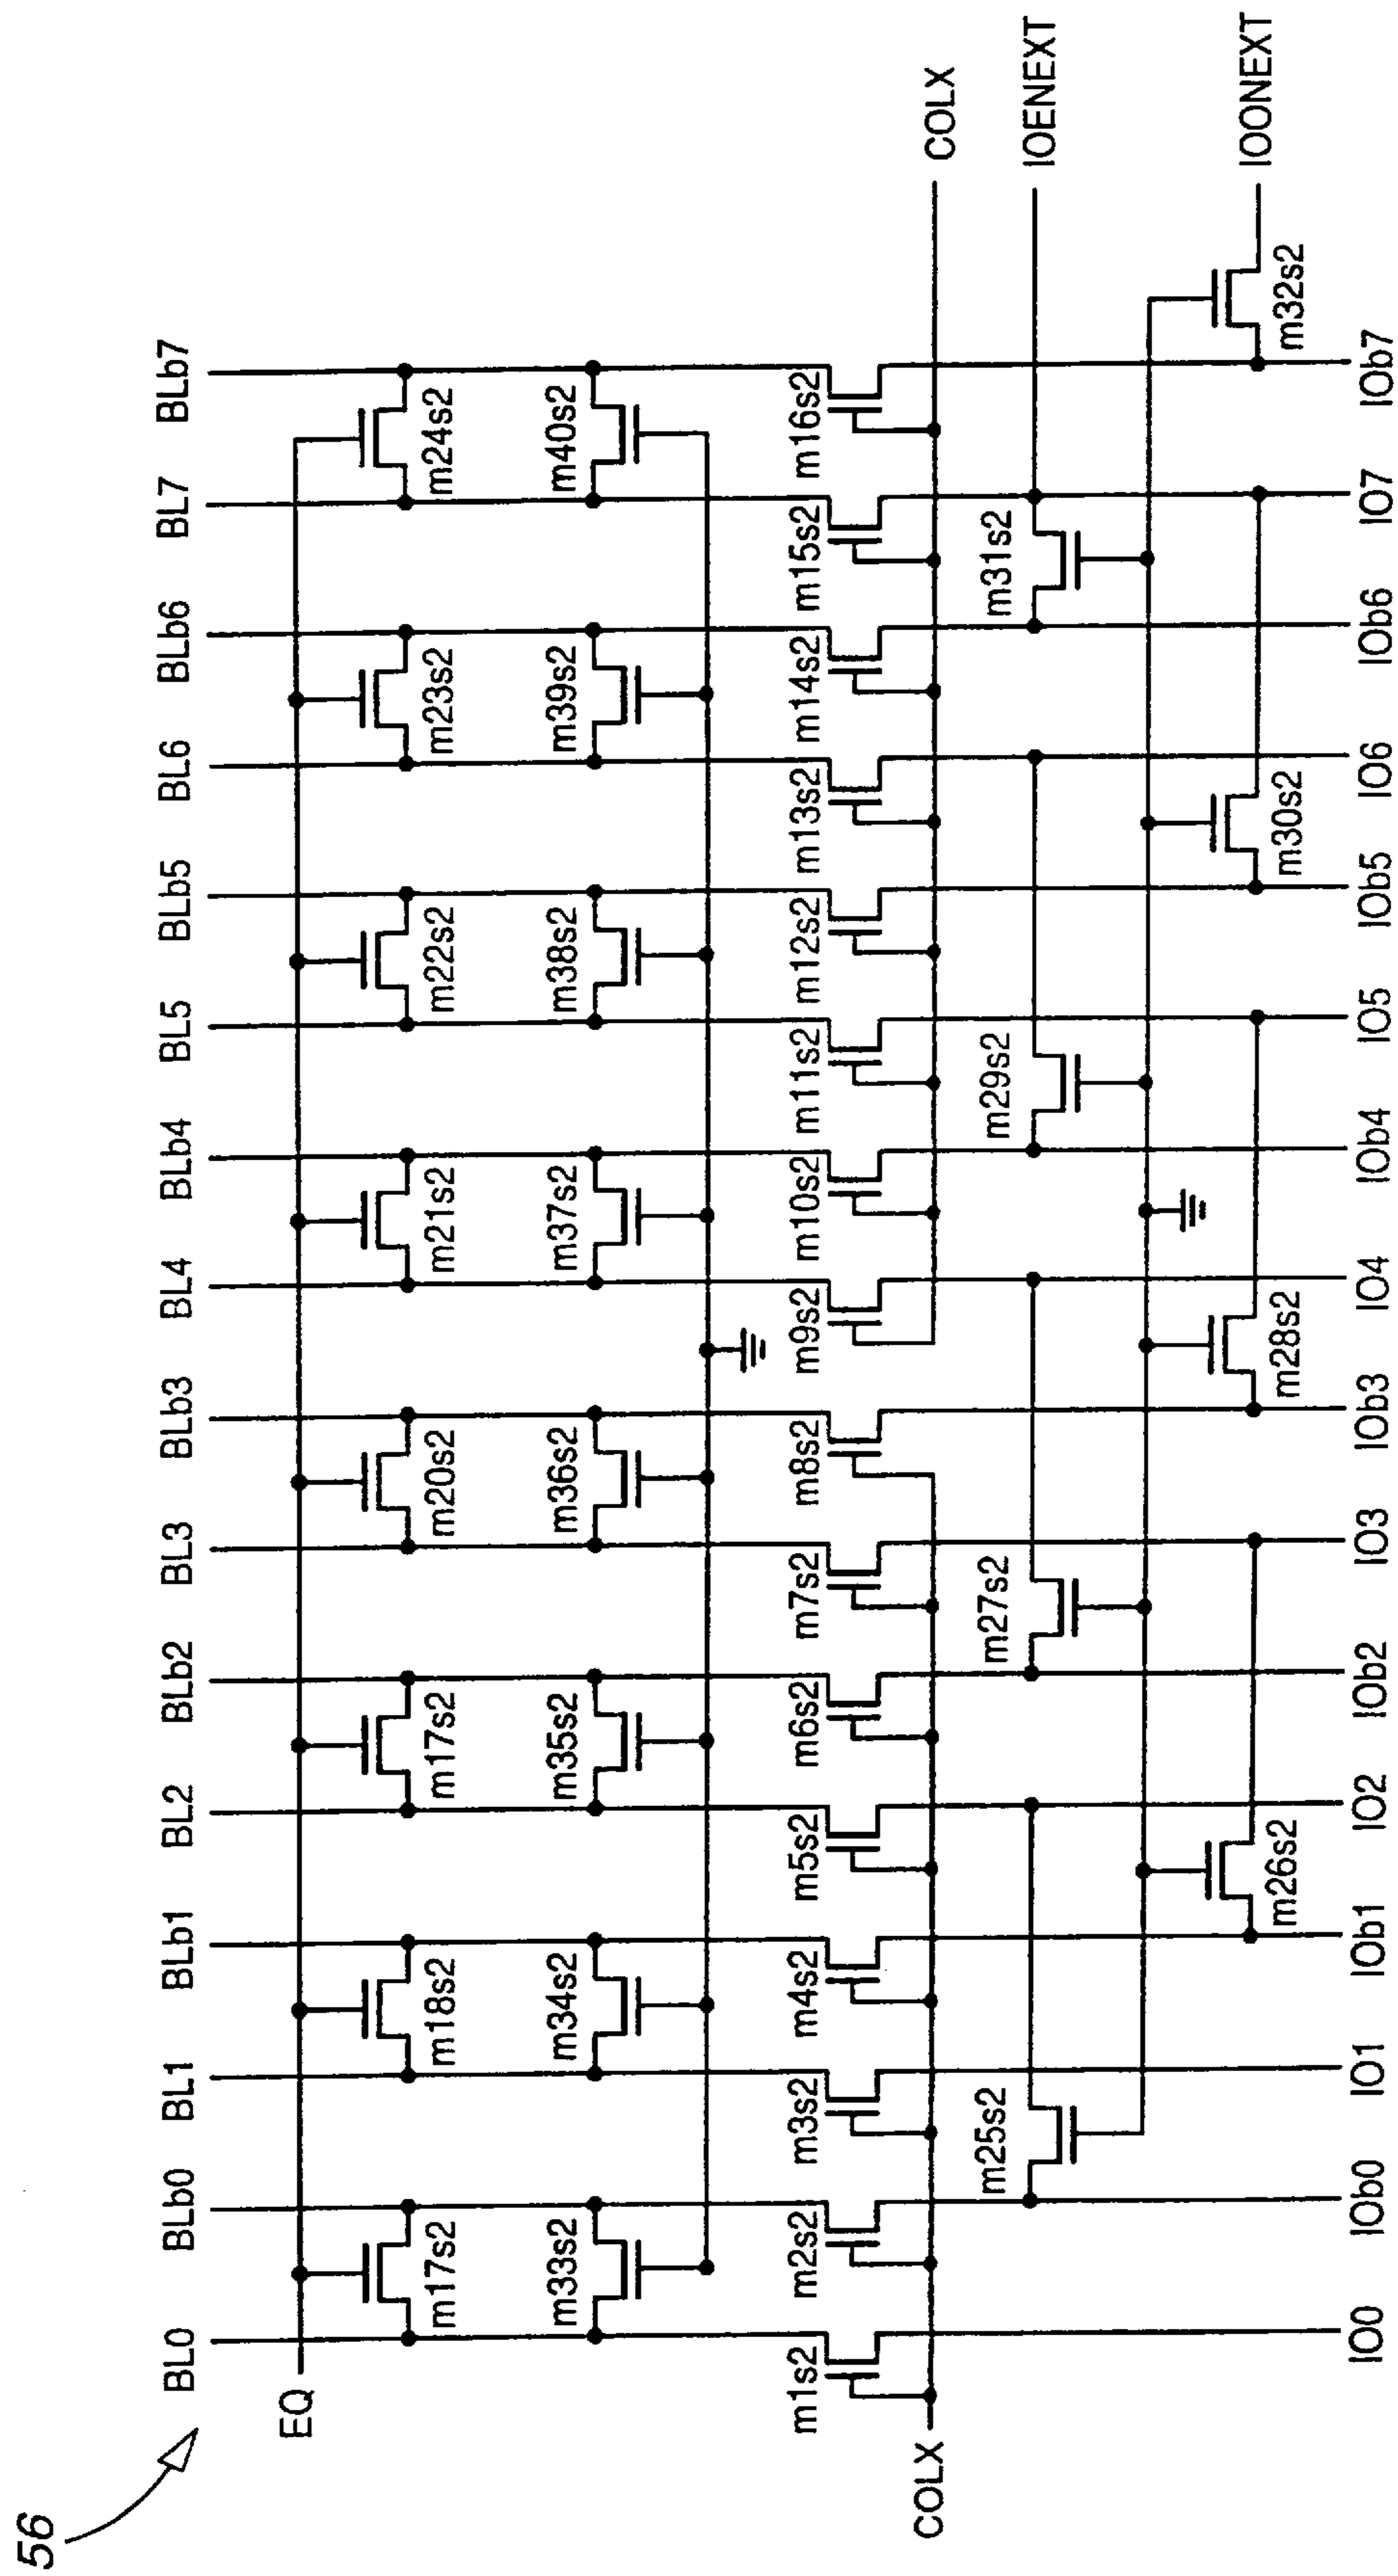 56
BL0 BLb0 BL1 BLb1 BL2 BLb2 BL3 BLb3 BL4 BLb4 BL5 BLb5 BL6 BLb6 BL7 BLb7
EQ
m17s2 m18s2 m17s2 m20s2 m21s2 m22s2 m23s2 m24s2
m33s2 m34s2 m35s2 m36s2 m37s2 m38s2 m39s2 m40s2
m1s2 m2s2 m3s2 m4s2 m5s2 m6s2 m7s2 m8s2 m9s2 m10s2 m11s2 m12s2 m13s2 m14s2 m15s2 m16s2
COLX COLX
m25s2 m27s2 m29s2 m31s2 IOENEXT
m26s2 m28s2 m30s2 m32s2 IOONEXT
IO0 IOb0 IO1 IOb1 IO2 IOb2 IO3 IOb3 IO4 IOb4 IO5 IOb5 IO6 IOb6 IO7 IOb7